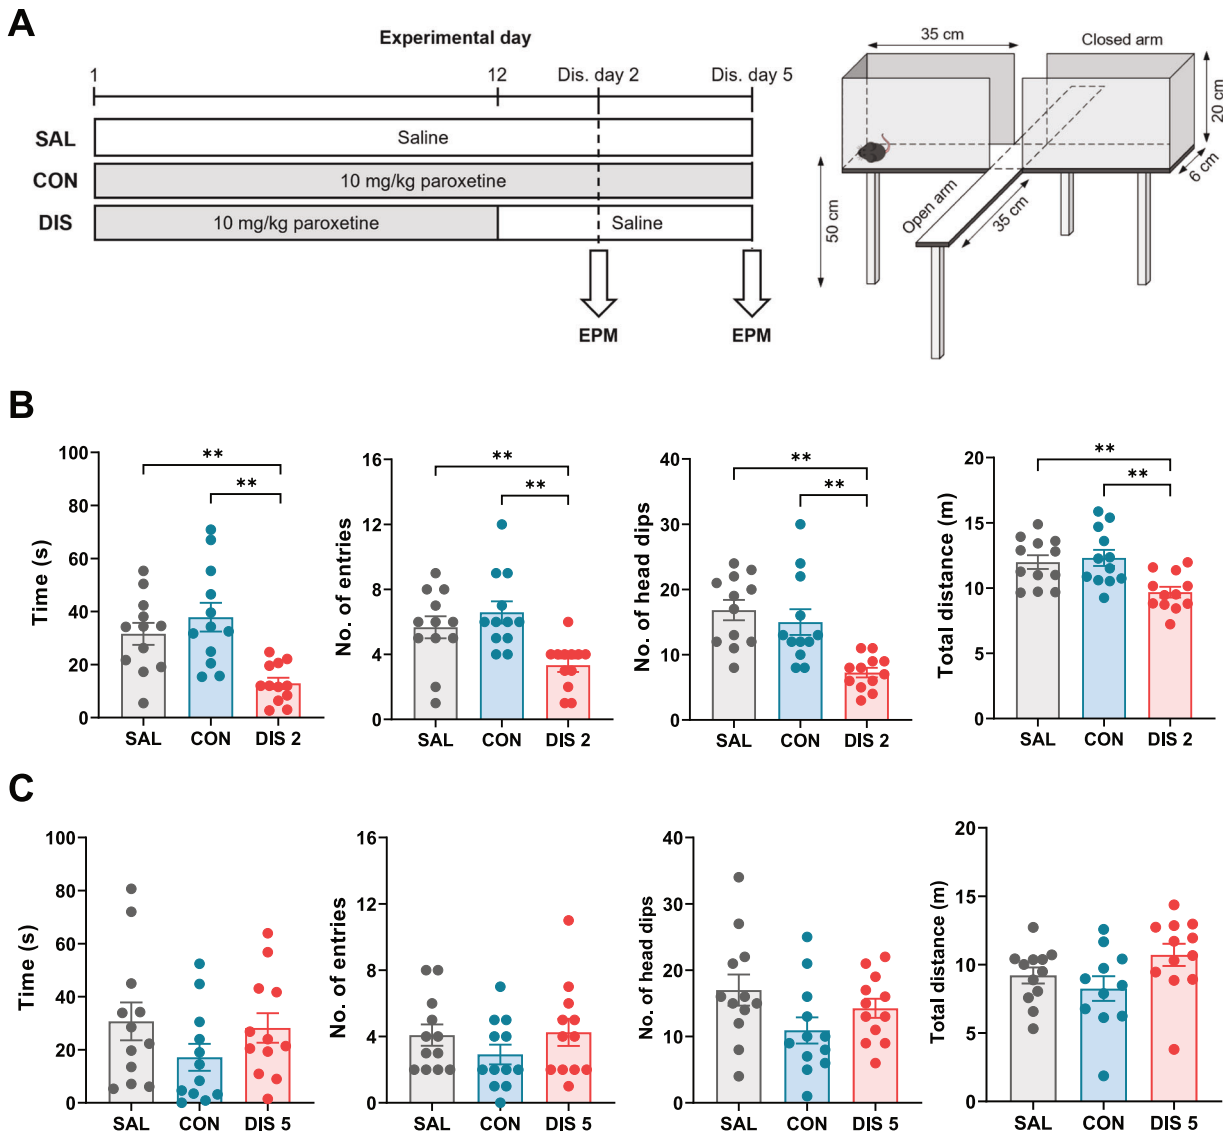 A
Experimental day
1
12
Dis. day 2
Dis. day 5
SAL
Saline
CON
10 mg/kg paroxetine
DIS
10 mg/kg paroxetine
Saline
EPM
EPM
35 cm
Closed arm
20 cm
6 cm
Open arm
35 cm
50 cm
B
Time (s)
100
80
60
40
20
0
**
**
SAL
CON
DIS 2
No. of entries
16
12
8
4
0
**
**
SAL
CON
DIS 2
No. of head dips
40
30
20
10
0
**
**
SAL
CON
DIS 2
Total distance (m)
20
15
10
5
0
**
**
SAL
CON
DIS 2
C
Time (s)
100
80
60
40
20
0
SAL
CON
DIS 5
No. of entries
16
12
8
4
0
SAL
CON
DIS 5
No. of head dips
40
30
20
10
0
SAL
CON
DIS 5
Total distance (m)
20
15
10
5
0
SAL
CON
DIS 5